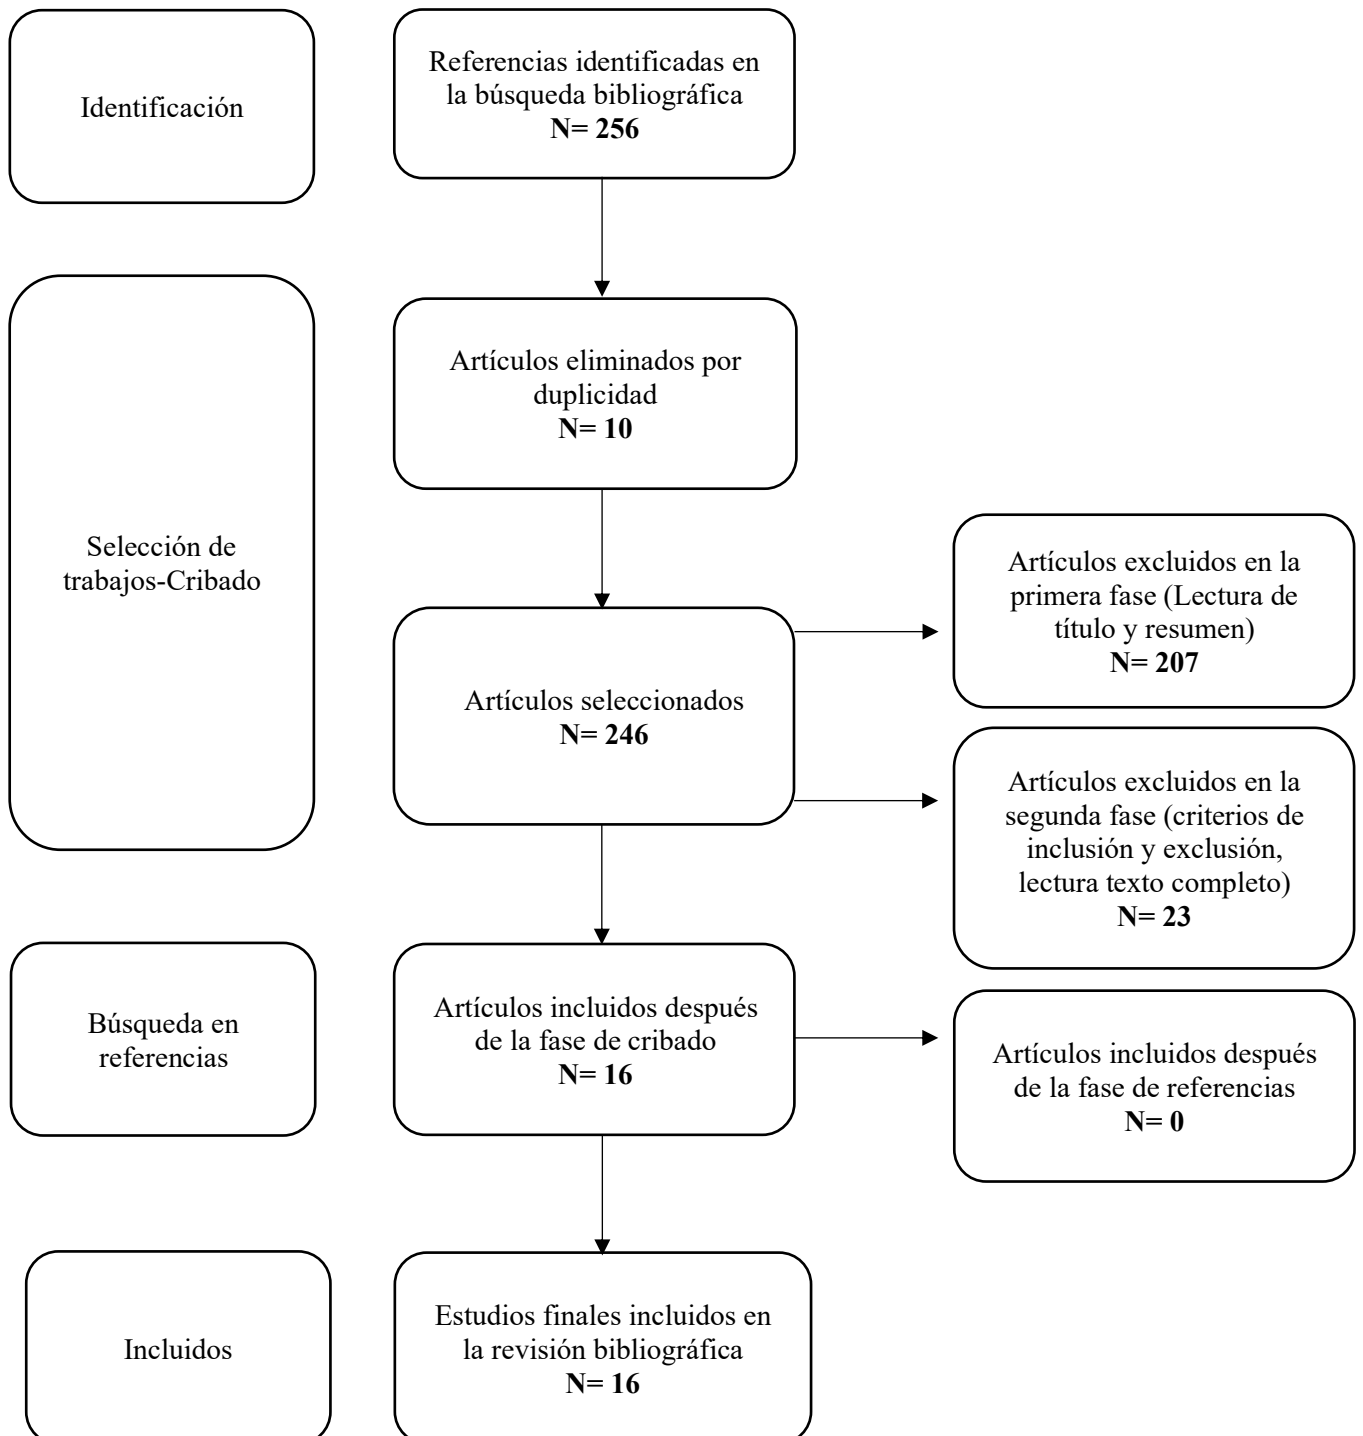 Identificación
Referencias identificadas en
la búsqueda bibliográfica
N= 256
Selección de
trabajos-Cribado
Artículos eliminados por
duplicidad
N= 10
Artículos seleccionados
N= 246
Artículos excluidos en la
primera fase (Lectura de
título y resumen)
N= 207
Artículos excluidos en la
segunda fase (criterios de
inclusión y exclusión,
lectura texto completo)
N= 23
Búsqueda en
referencias
Artículos incluidos después
de la fase de cribado
N= 16
Artículos incluidos después
de la fase de referencias
N= 0
Incluidos
Estudios finales incluidos en
la revisión bibliográfica
N= 16